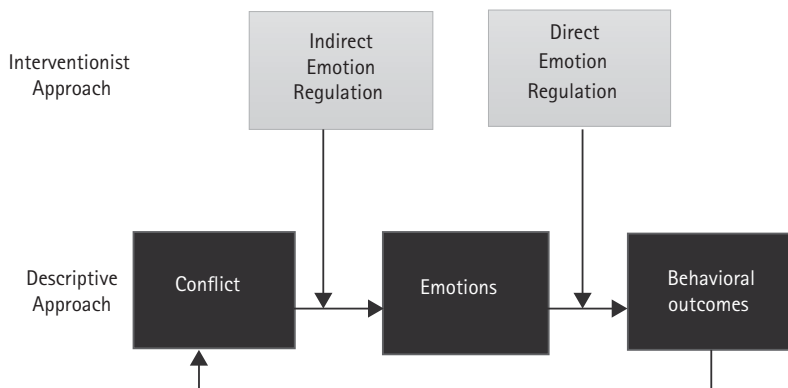 Interventionist
Approach
Indirect
Emotion
Regulation
Direct
Emotion
Regulation
Descriptive
Approach
Conflict
Emotions
Behavioral
outcomes